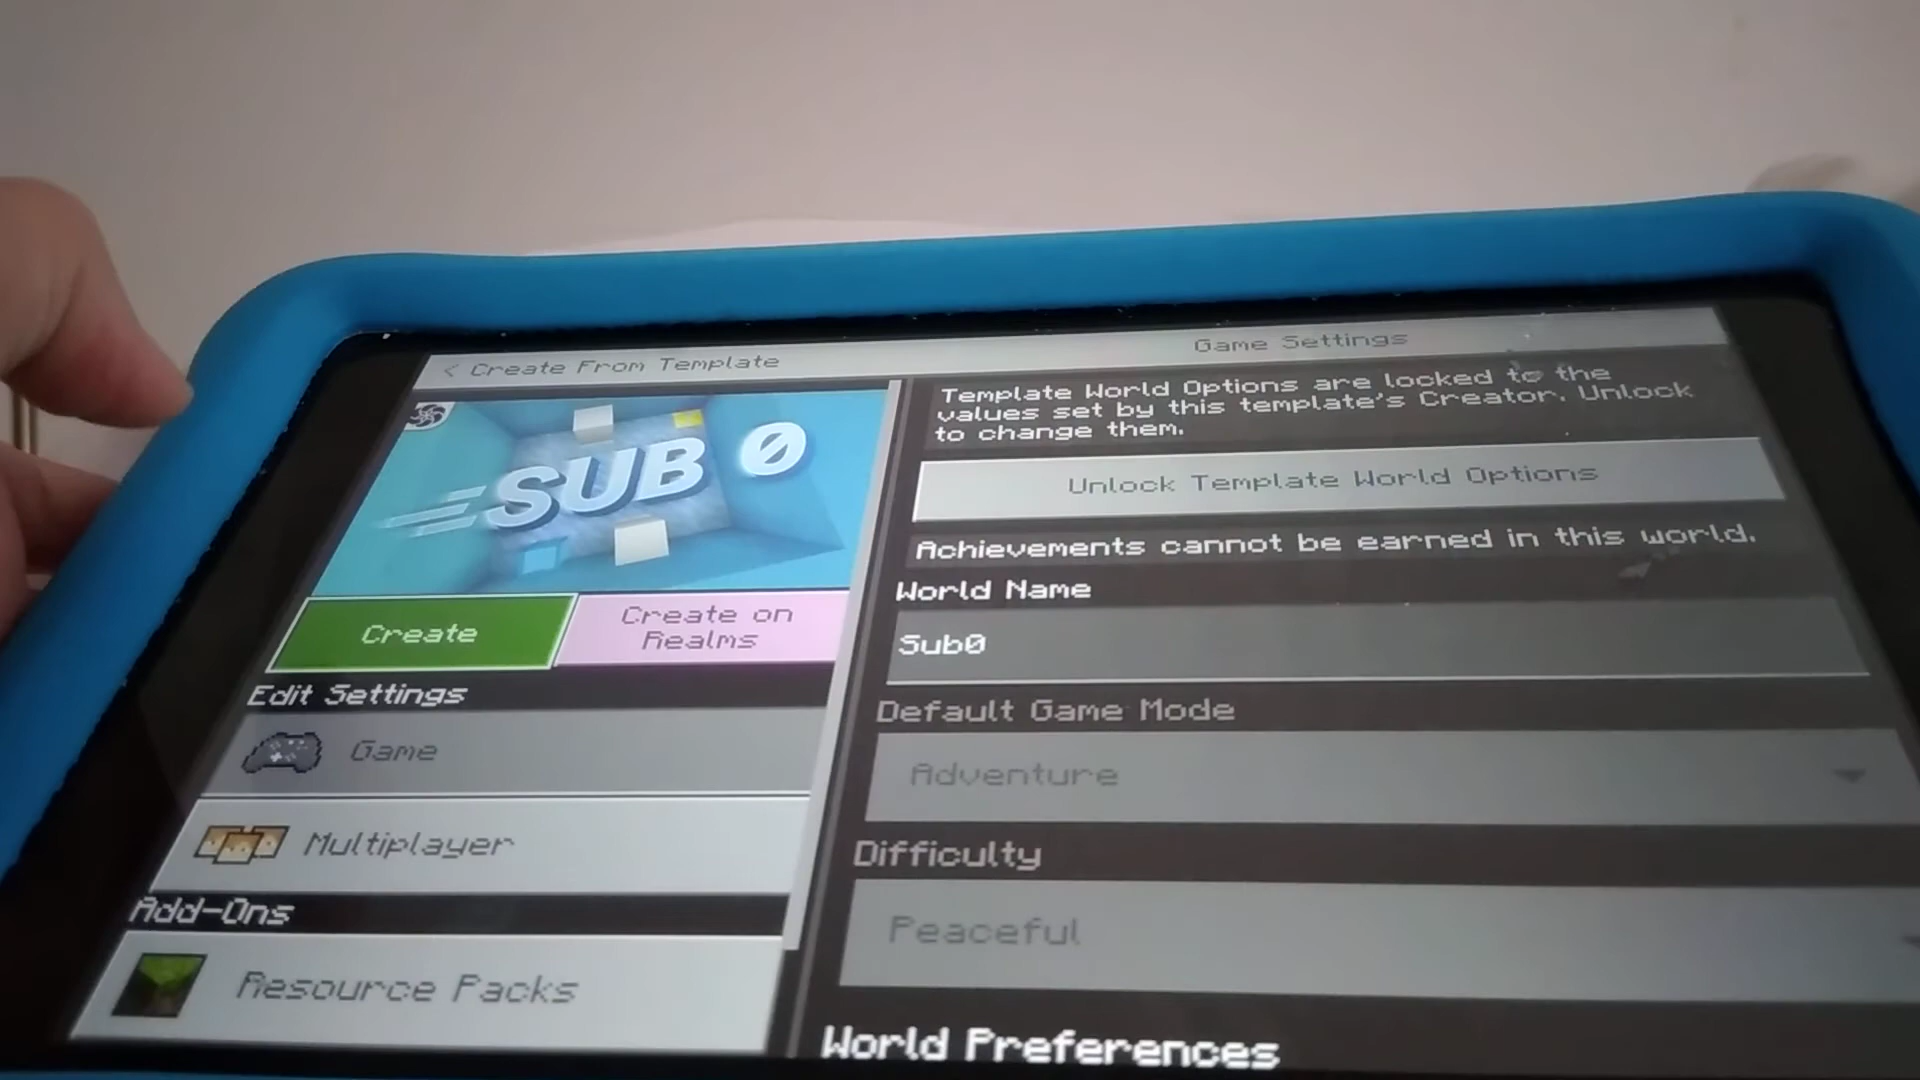 < Create From Template
Game Settings
SUB 0
Create
Create on
Realms
Edit Settings
Game
Multiplayer
Add-Ons
Resource Packs
Template World Options are locked to the
values set by this template's Creator. Unlock
to change them.
Unlock Template World Options
Achievements cannot be earned in this world.
World Name
Sub0
Default Game Mode
Adventure
Difficulty
Peaceful
World Preferences